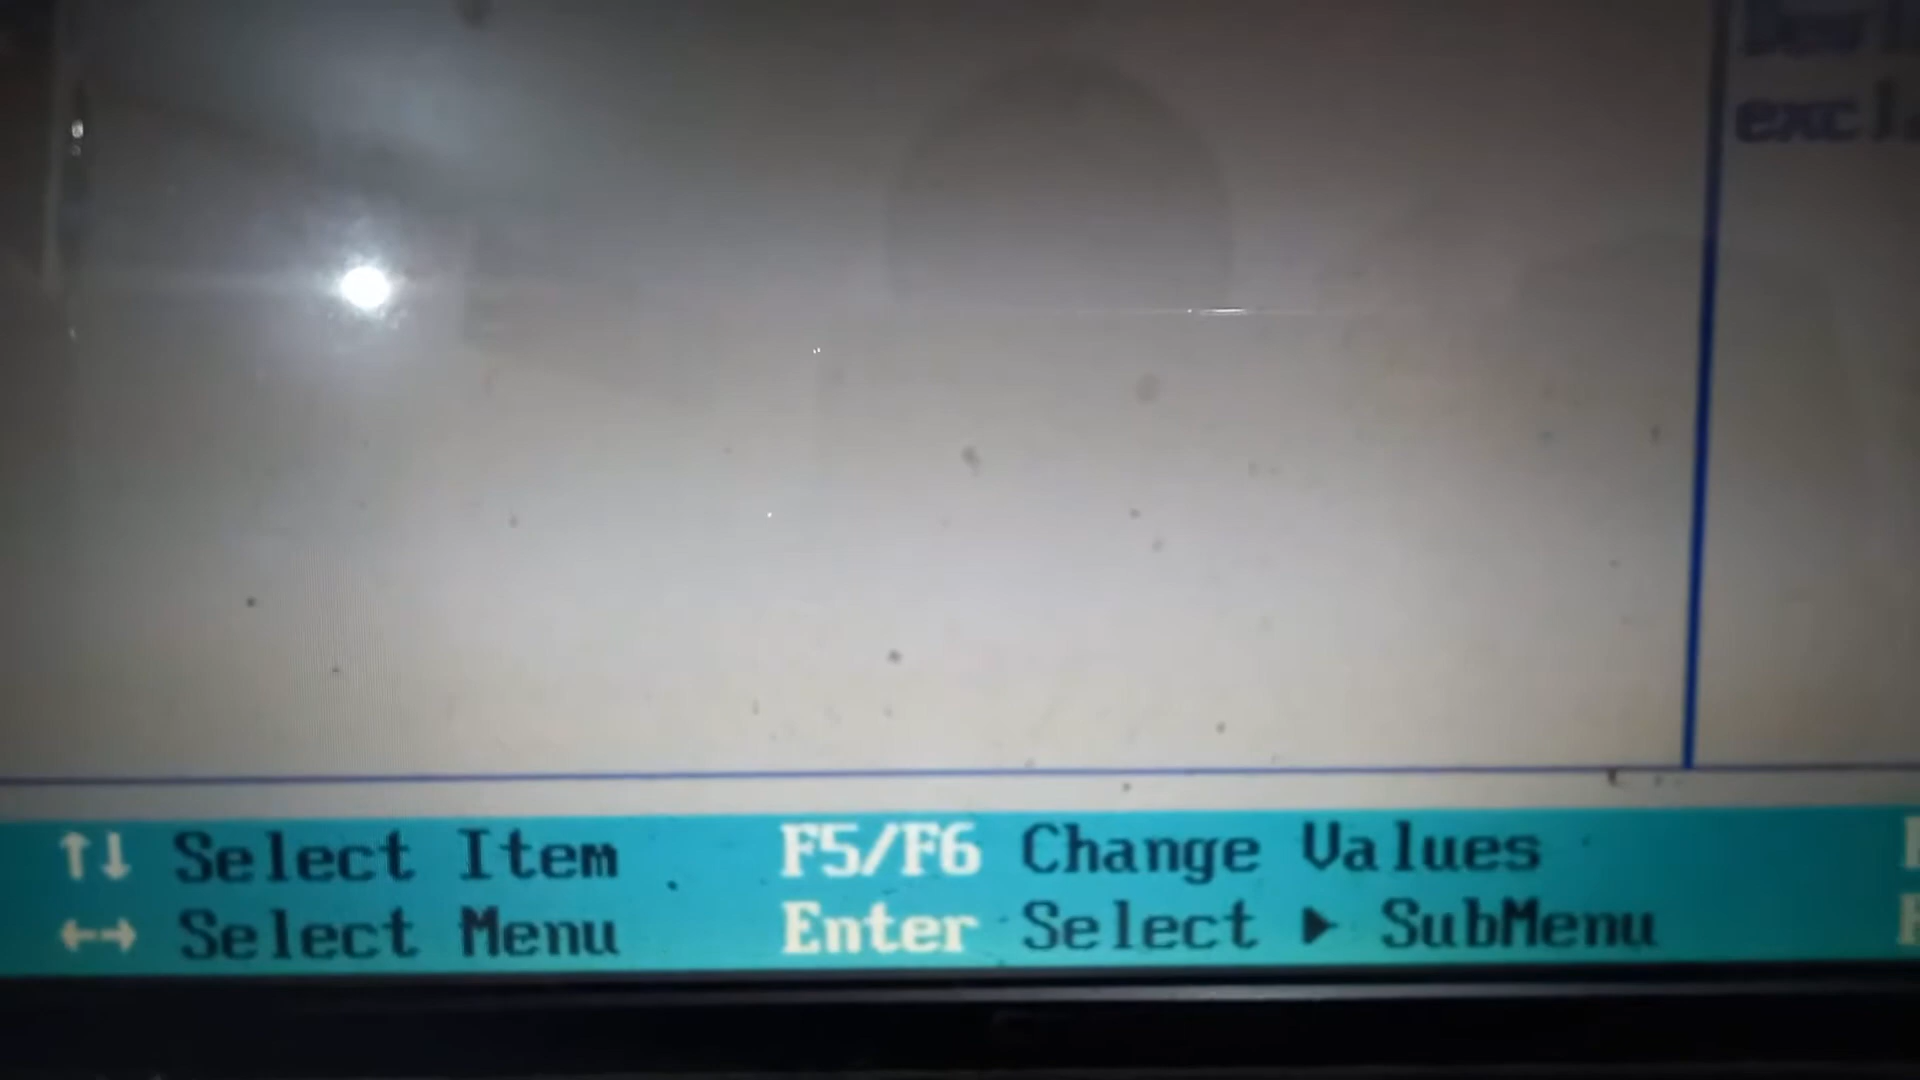 ↑↓ Select Item F5/F6 Change Values
←→ Select Menu Enter Select ▶ SubMenu